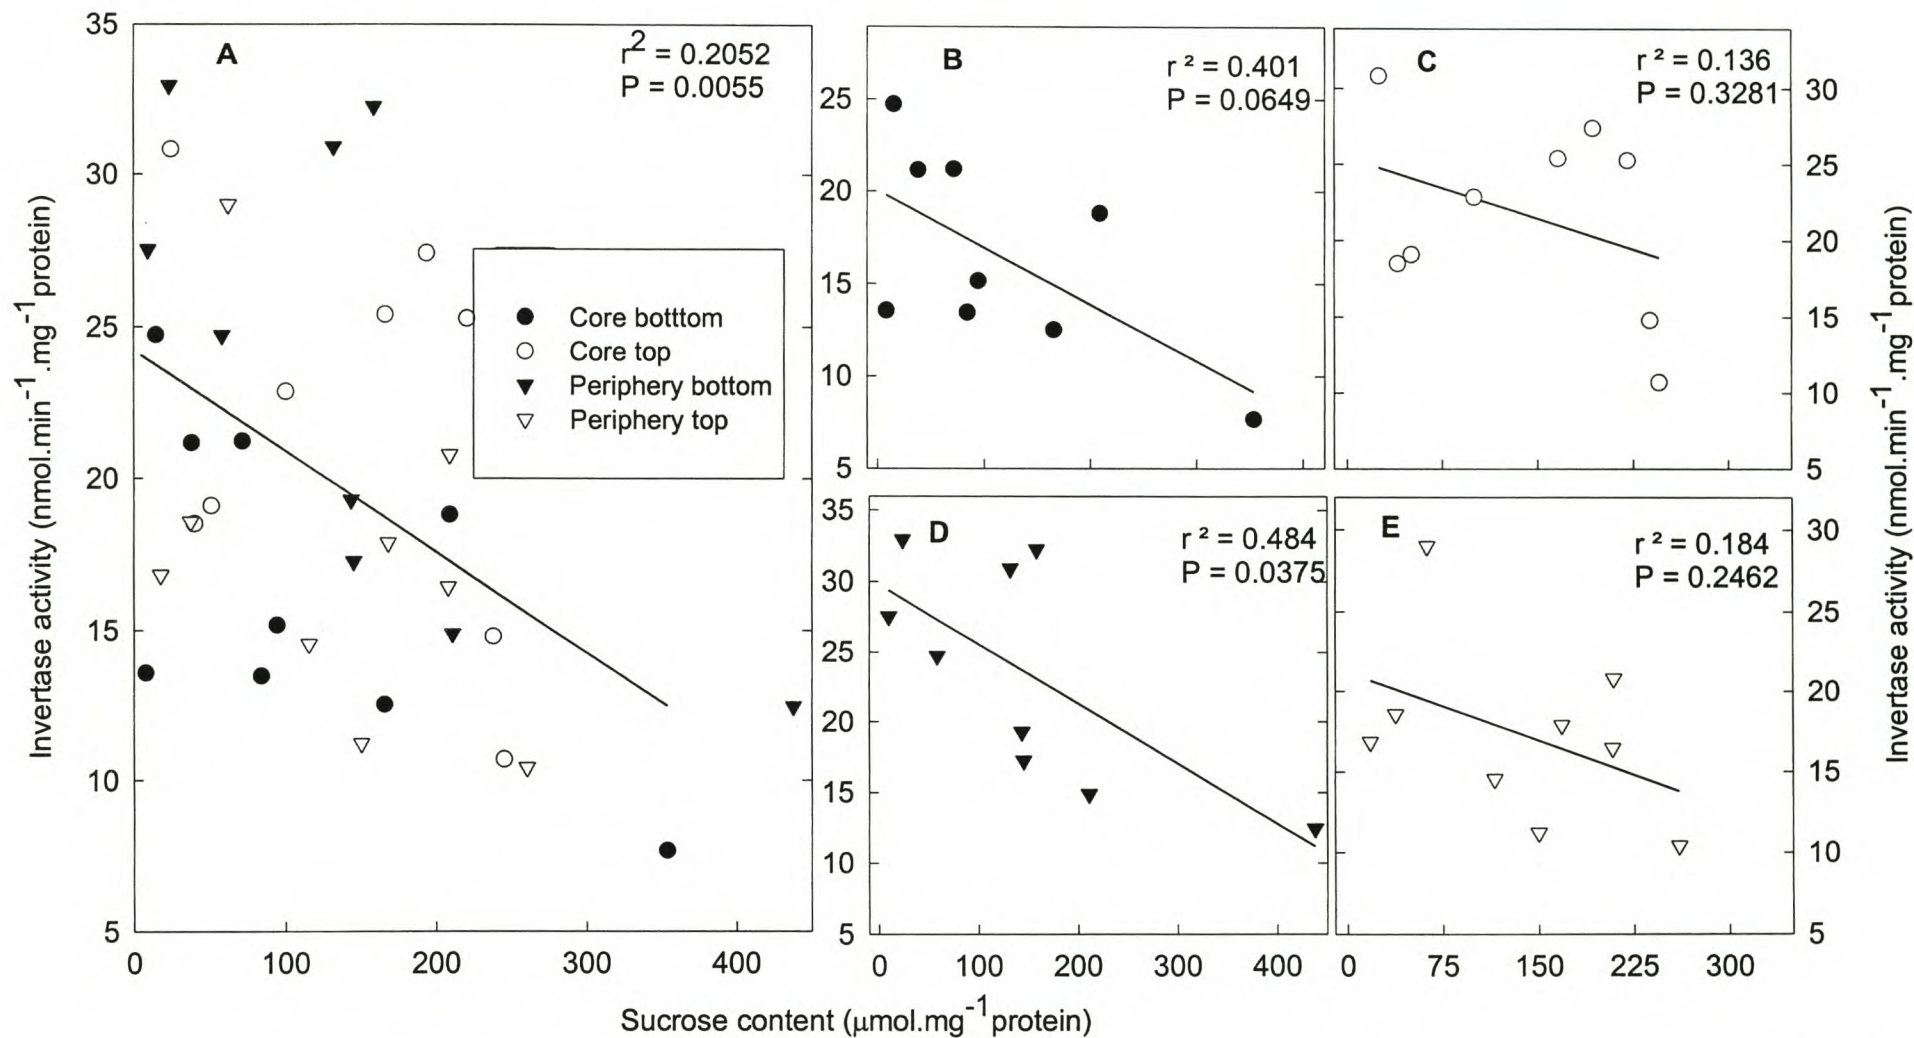 A
r² = 0.2052
P = 0.0055
35
30
25
20
15
10
5
0 100 200 300 400
Invertase activity (nmol.min⁻¹.mg⁻¹protein)
Core botttom
Core top
Periphery bottom
Periphery top
B
r ² = 0.401
P = 0.0649
25
20
15
10
5
C
r ² = 0.136
P = 0.3281
30
25
20
15
10
5
D
r ² = 0.484
P = 0.0375
35
30
25
20
15
10
5
0 100 200 300 400
E
r ² = 0.184
P = 0.2462
30
25
20
15
10
5
0 75 150 225 300
Invertase activity (nmol.min⁻¹.mg⁻¹protein)
Sucrose content (μmol.mg⁻¹protein)